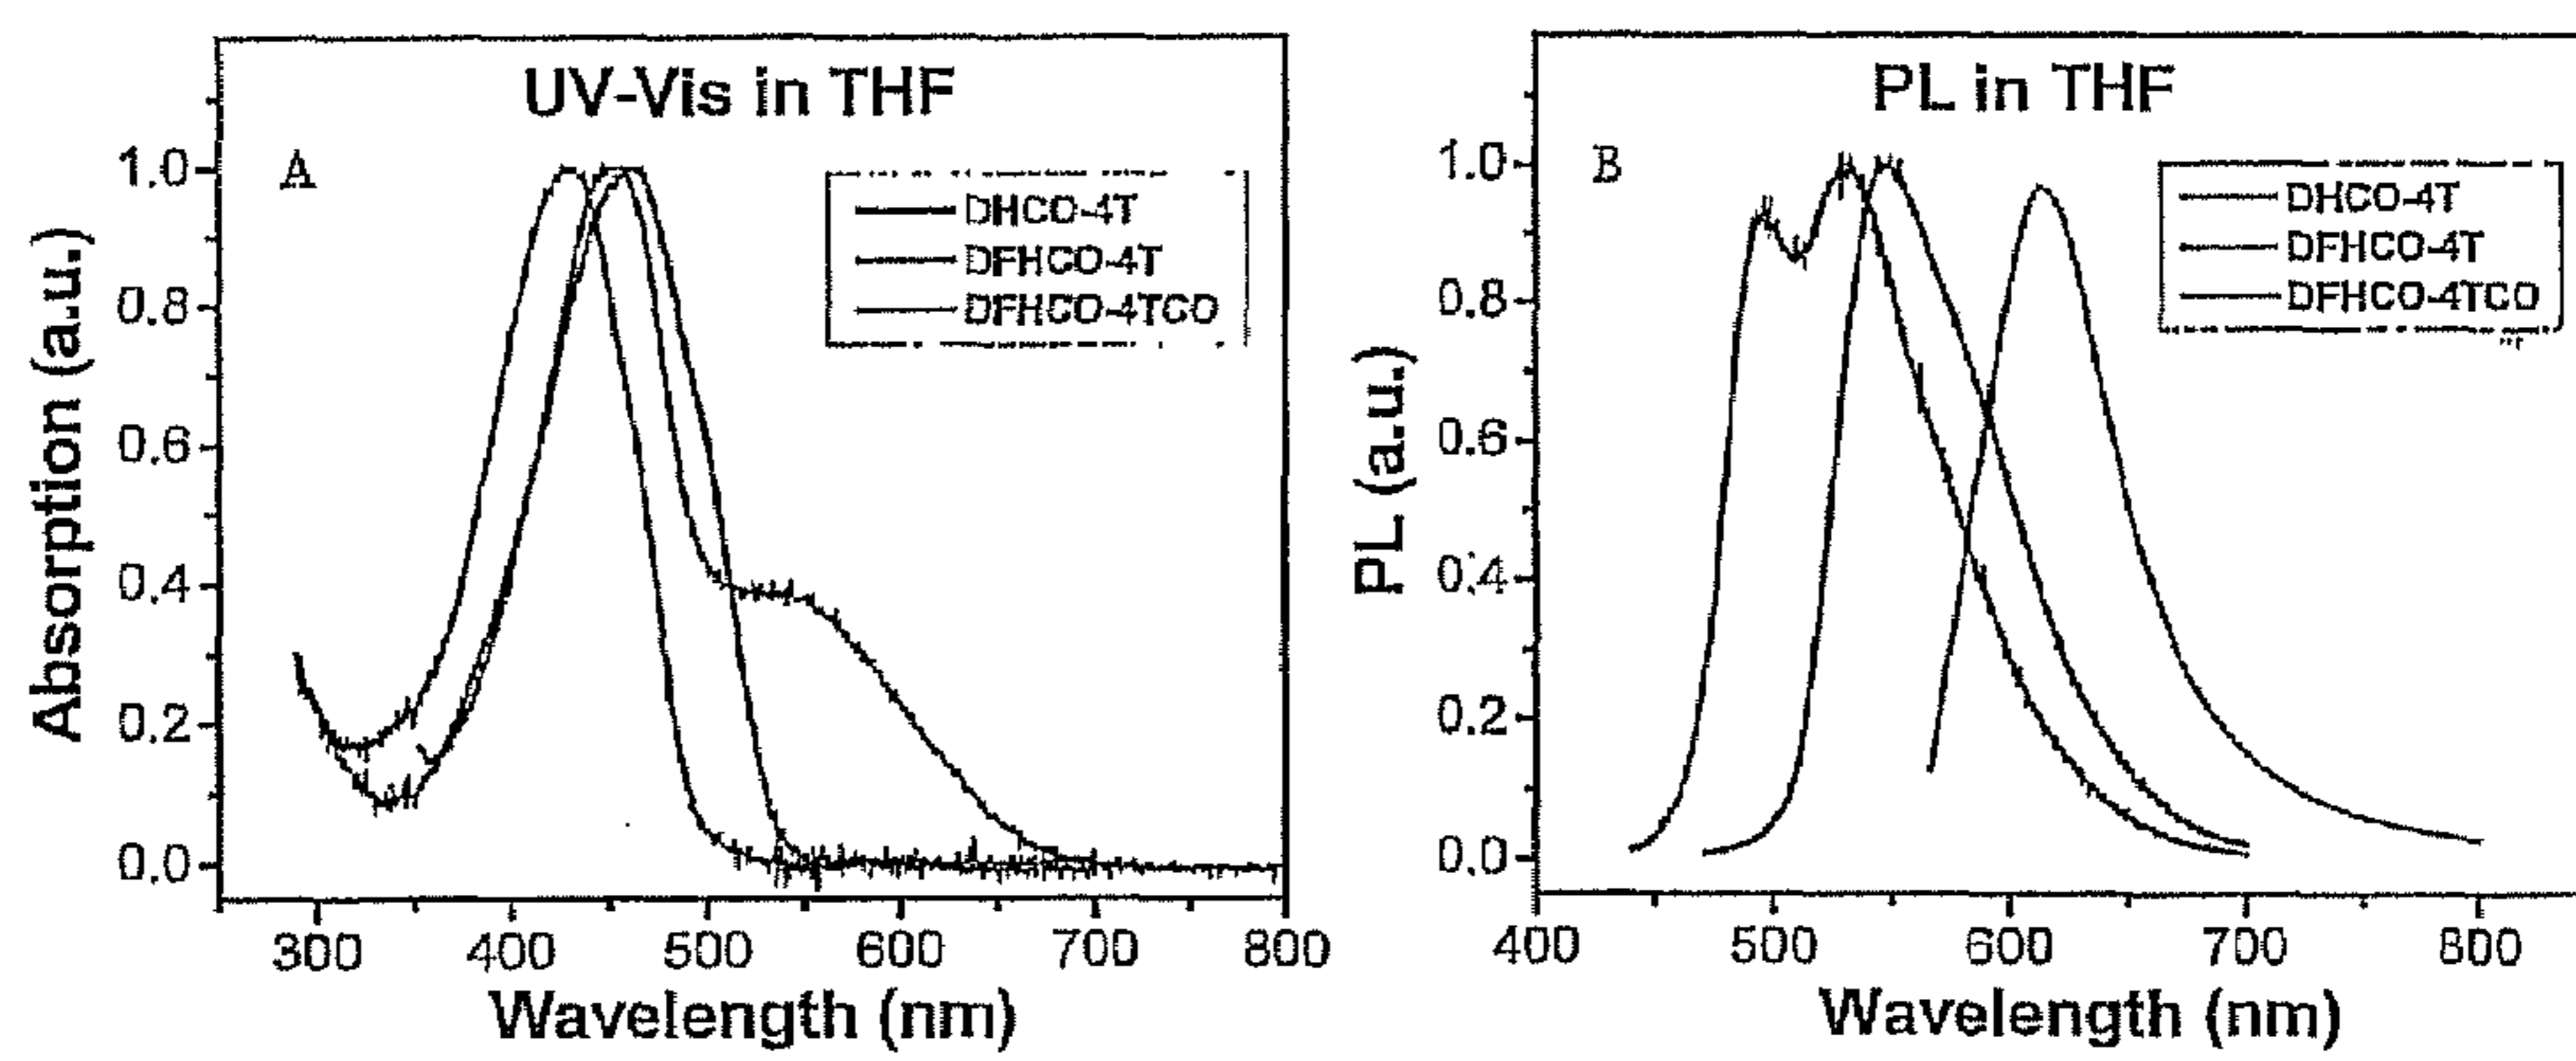 UV-Vis in THF
A
DHCO-4T
DFHCO-4T
DFHCO-4TCO
1.0
0.8
0.6
0.4
0.2
0.0
Absorption (a.u.)
300 400 500 600 700 800
Wavelength (nm)
PL in THF
B
DHCO-4T
DFHCO-4T
DFHCO-4TCO
1.0
0.8
0.6
0.4
0.2
0.0
PL (a.u.)
400 500 600 700 800
Wavelength (nm)